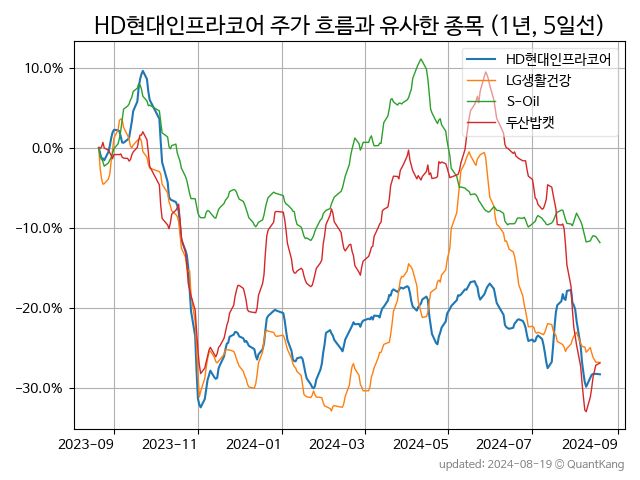 HD현대인프라코어 주가 흐름과 유사한 종목 (1년, 5일선)
HD현대인프라코어
LG생활건강
S-Oil
두산밥캣
10.0%
0.0%
−10.0%
−20.0%
−30.0%
2023-09 2023-11 2024-01 2024-03 2024-05 2024-07 2024-09
updated: 2024-08-19 © QuantKang